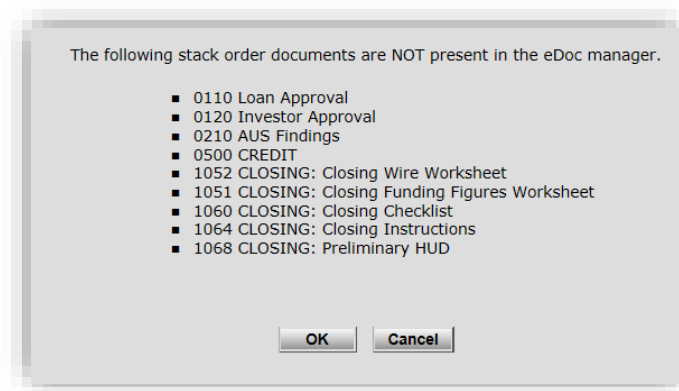 The following stack order documents are NOT present in the eDoc manager.
▪ 0110 Loan Approval
▪ 0120 Investor Approval
▪ 0210 AUS Findings
▪ 0500 CREDIT
▪ 1052 CLOSING: Closing Wire Worksheet
▪ 1051 CLOSING: Closing Funding Figures Worksheet
▪ 1060 CLOSING: Closing Checklist
▪ 1064 CLOSING: Closing Instructions
▪ 1068 CLOSING: Preliminary HUD
OK Cancel